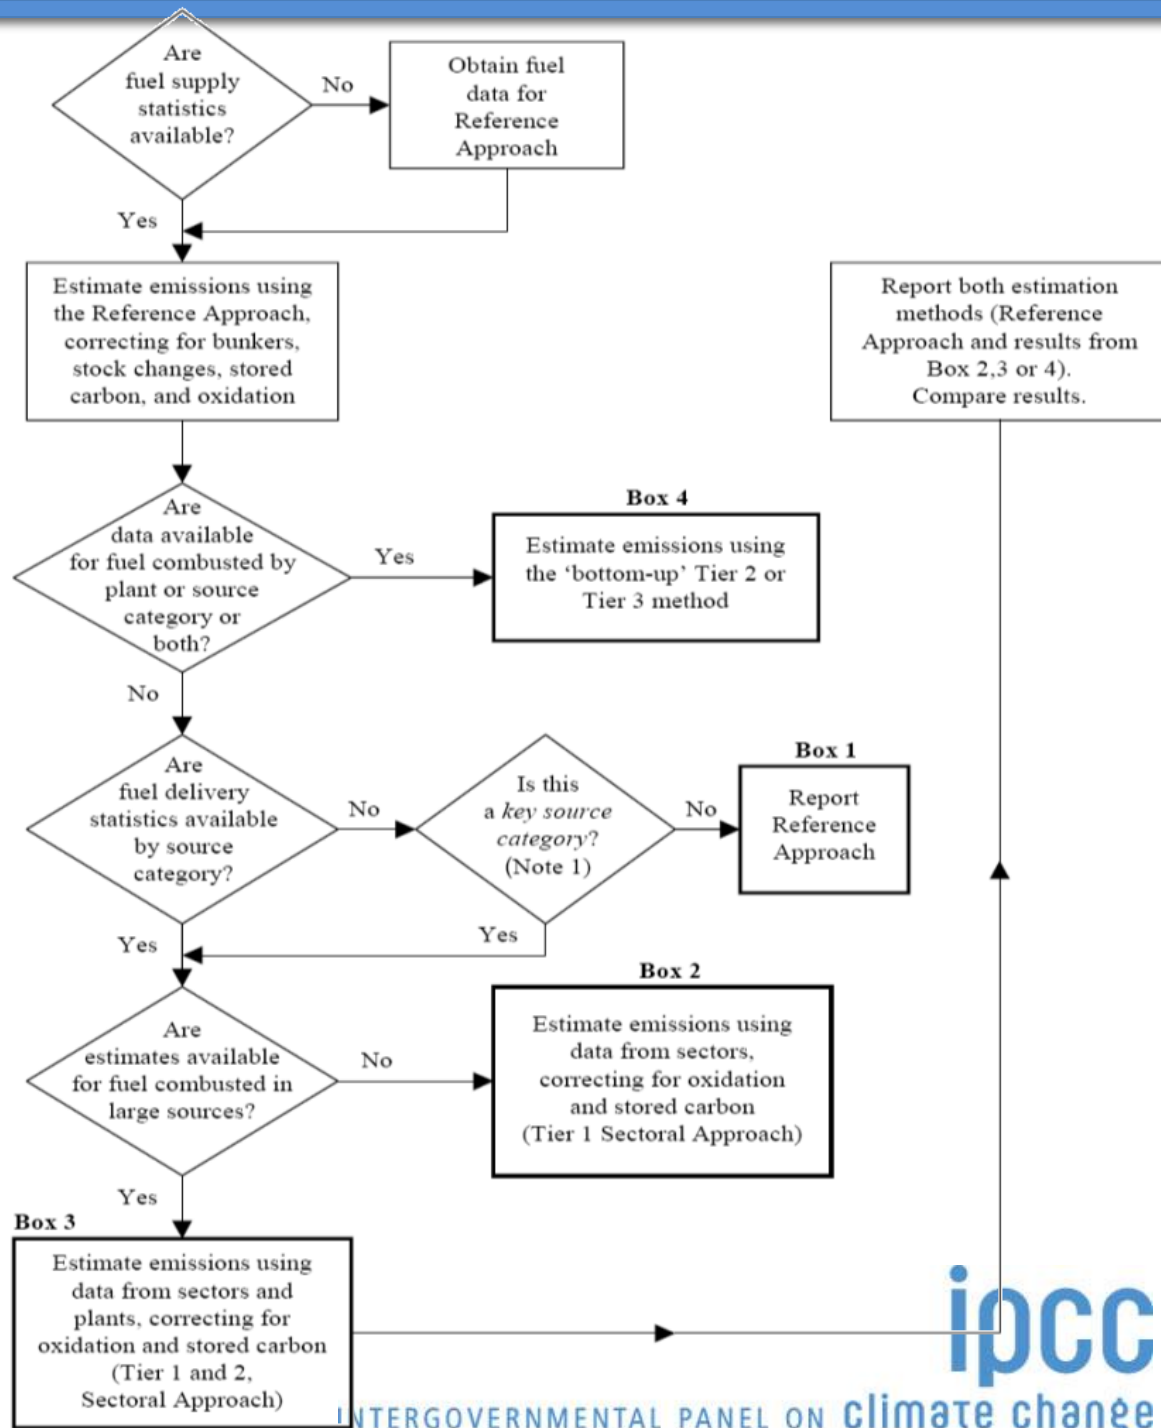 Are
fuel supply
statistics
available?
No
Obtain fuel
data for
Reference
Approach
Yes
Estimate emissions using
the Reference Approach,
correcting for bunkers,
stock changes, stored
carbon, and oxidation
Report both estimation
methods (Reference
Approach and results from
Box 2,3 or 4).
Compare results.
Are
data available
for fuel combusted by
plant or source
category or
both?
Yes
Box 4
Estimate emissions using
the ‘bottom-up’ Tier 2 or
Tier 3 method
No
Are
fuel delivery
statistics available
by source
category?
No
Is this
a key source
category?
(Note 1)
No
Box 1
Report
Reference
Approach
Yes
Yes
Are
estimates available
for fuel combusted in
large sources?
No
Box 2
Estimate emissions using
data from sectors,
correcting for oxidation
and stored carbon
(Tier 1 Sectoral Approach)
Yes
Box 3
Estimate emissions using
data from sectors and
plants, correcting for
oxidation and stored carbon
(Tier 1 and 2,
Sectoral Approach)
ipcc
INTERGOVERNMENTAL PANEL ON climate change